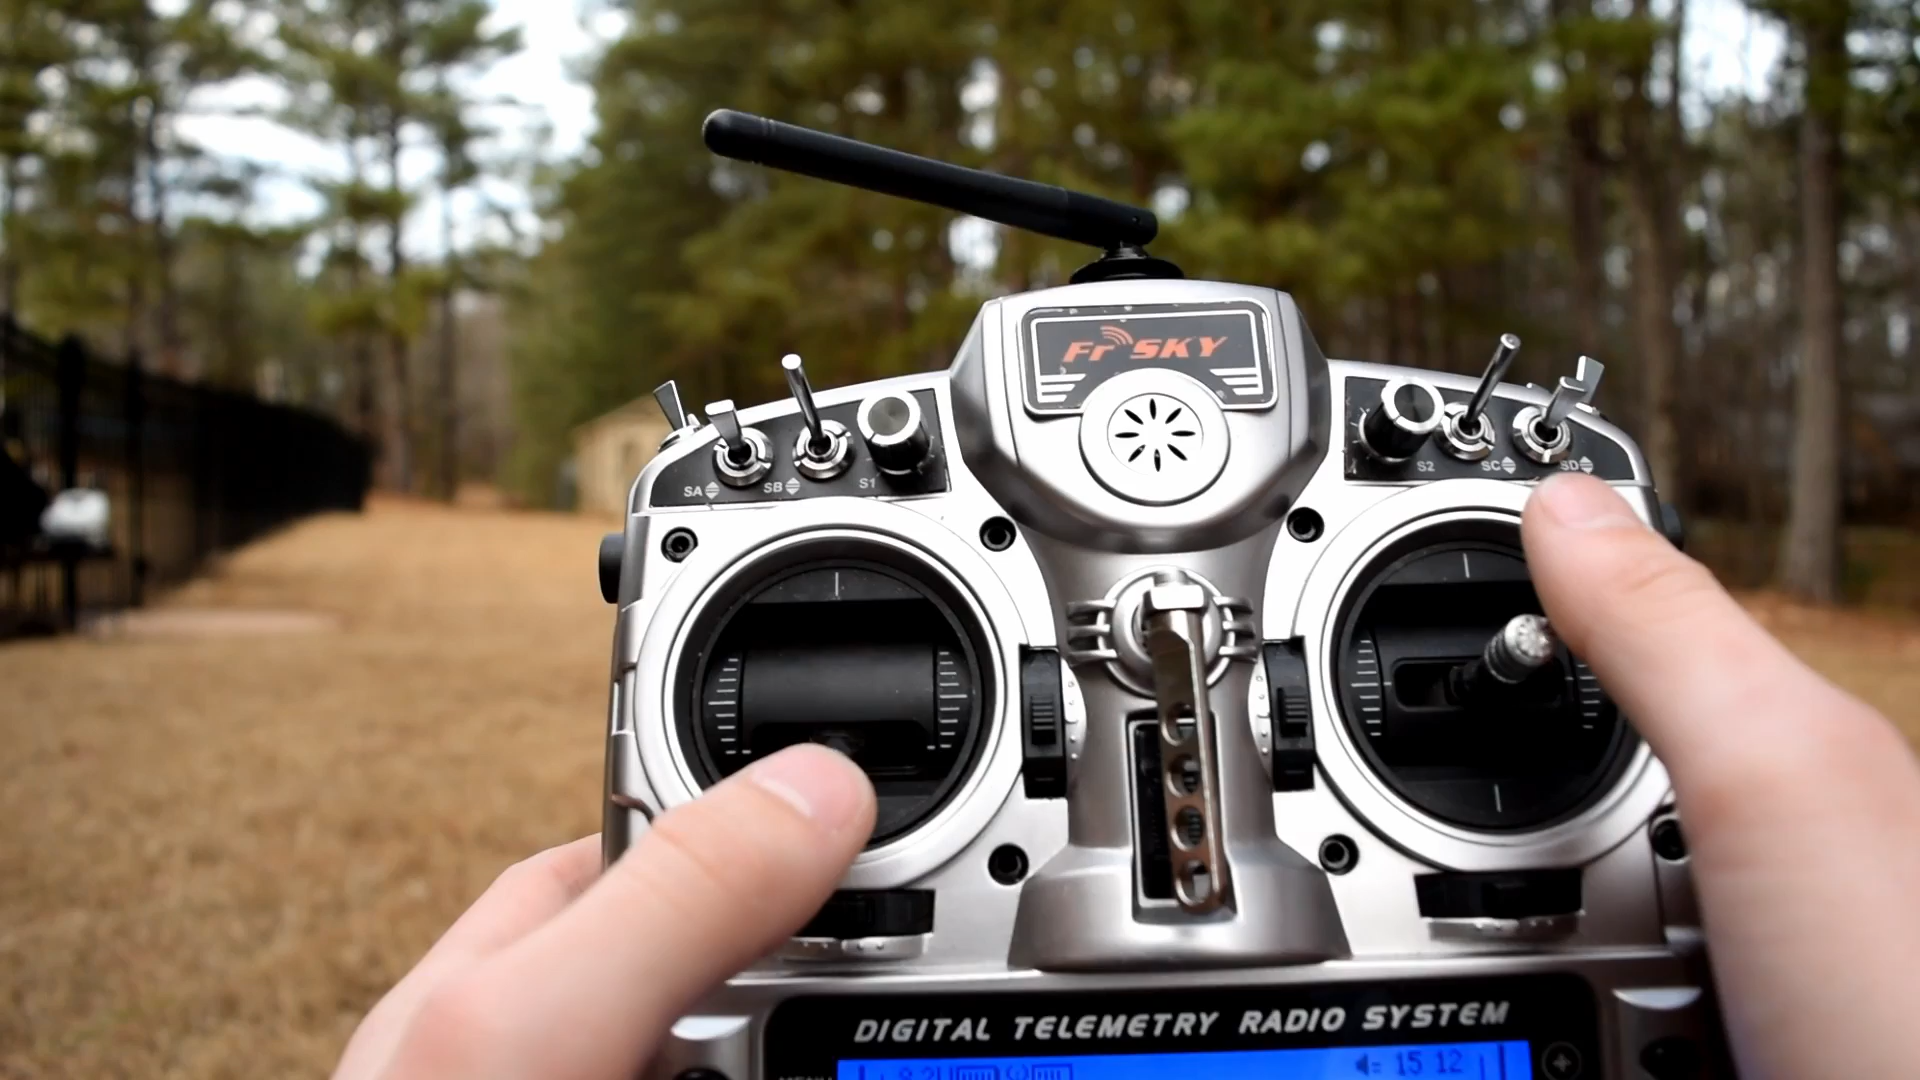 FrSKY
SA SB S1
S2 SC SD
DIGITAL TELEMETRY RADIO SYSTEM
15 12